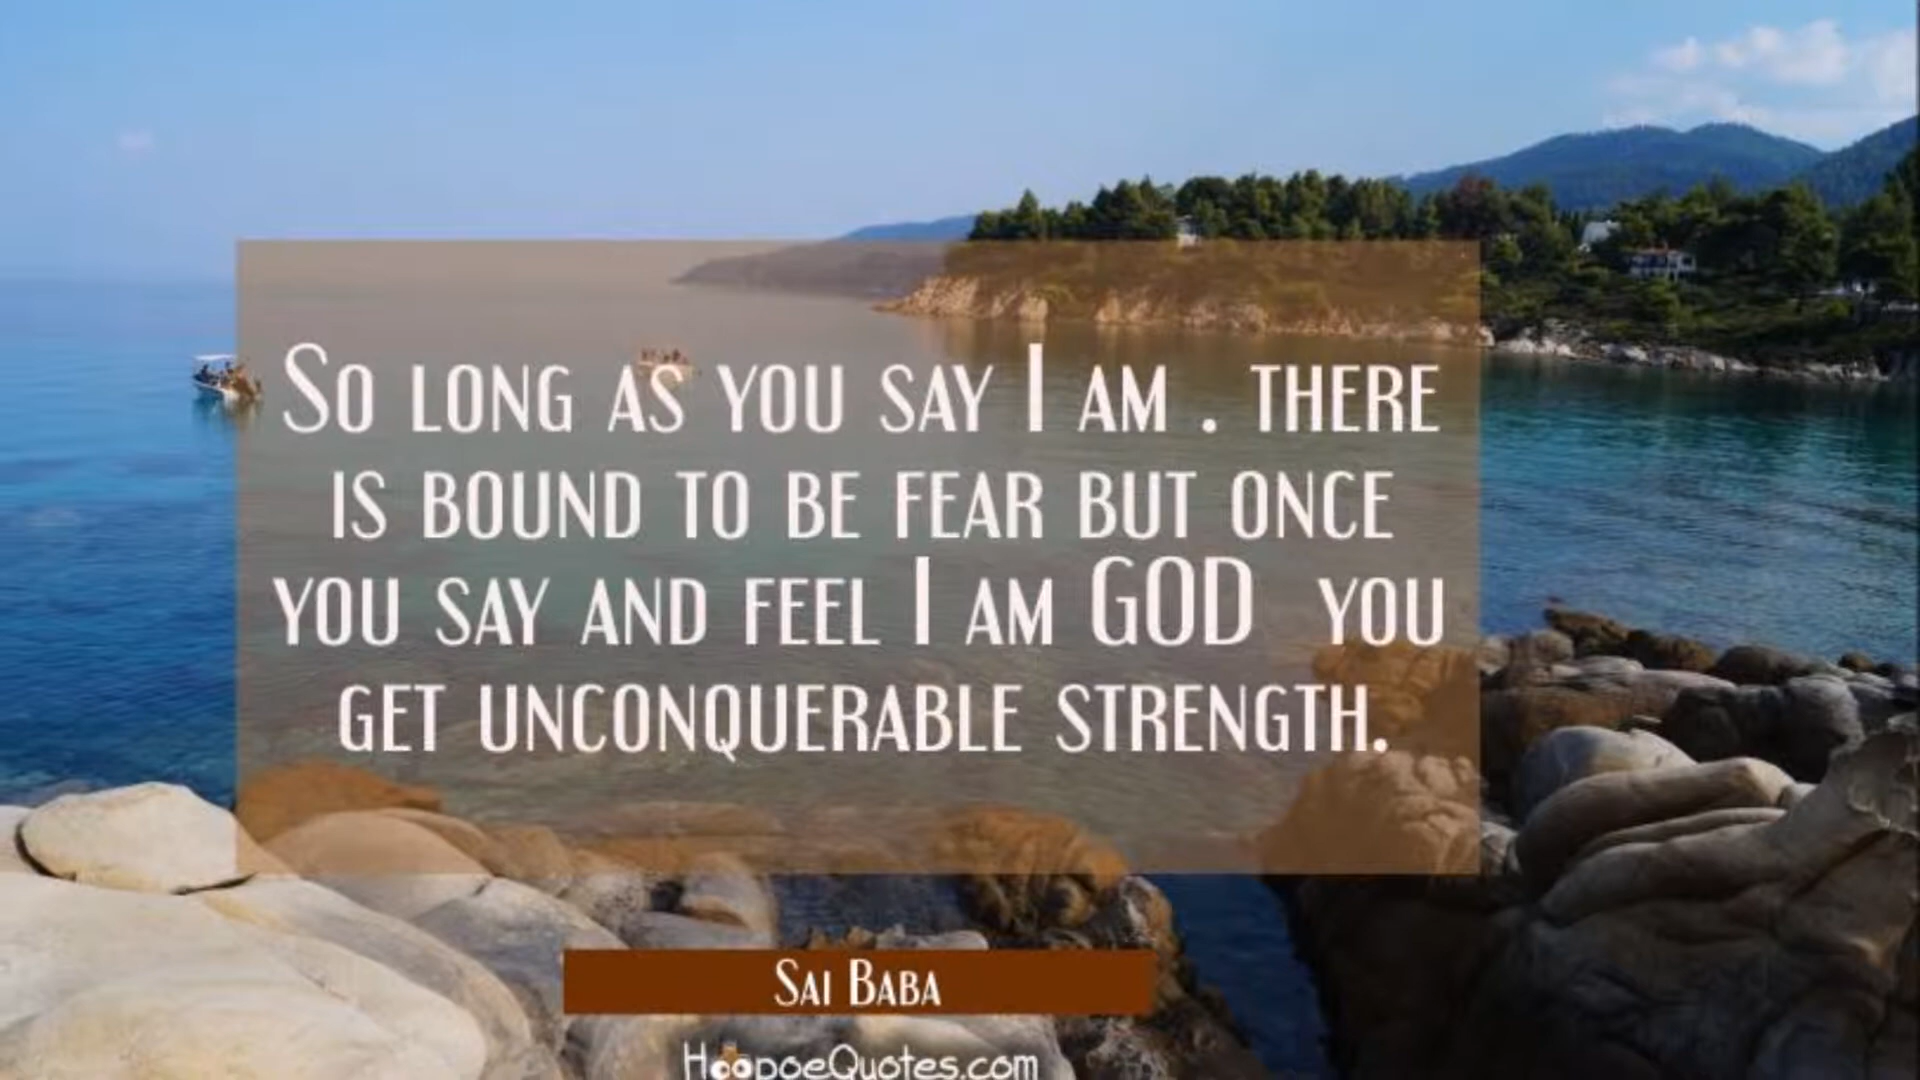 So long as you say I am . there
is bound to be fear but once
you say and feel I am GOD you
get unconquerable strength.
Sai Baba
HoopoeQuotes.com